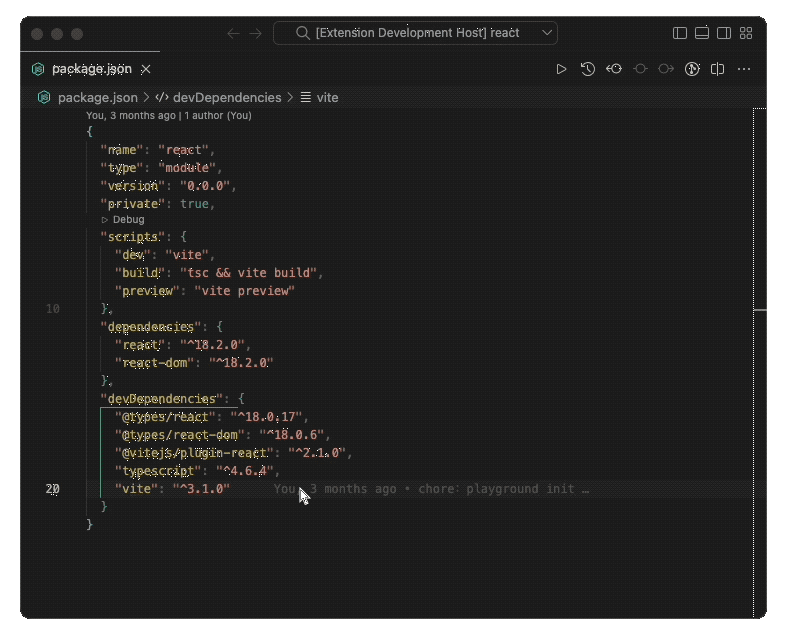 [Extension Development Host] react
package.json
package.json > devDependencies > vite
You, 3 months ago | 1 author (You)
{
"name": "react",
"type": "module",
"version": "0.0.0",
"private": true,
Debug
"scripts": {
"dev": "vite",
"build": "tsc && vite build",
"preview": "vite preview"
10 },
"dependencies": {
"react": "^18.2.0",
"react-dom": "^18.2.0"
},
"devDependencies": {
"@types/react": "^18.0.17",
"@types/react-dom": "^18.0.6",
"@vitejs/plugin-react": "^2.1.0",
"typescript": "^4.6.4",
20 "vite": "^3.1.0" You, 3 months ago • chore: playground init …
}
}